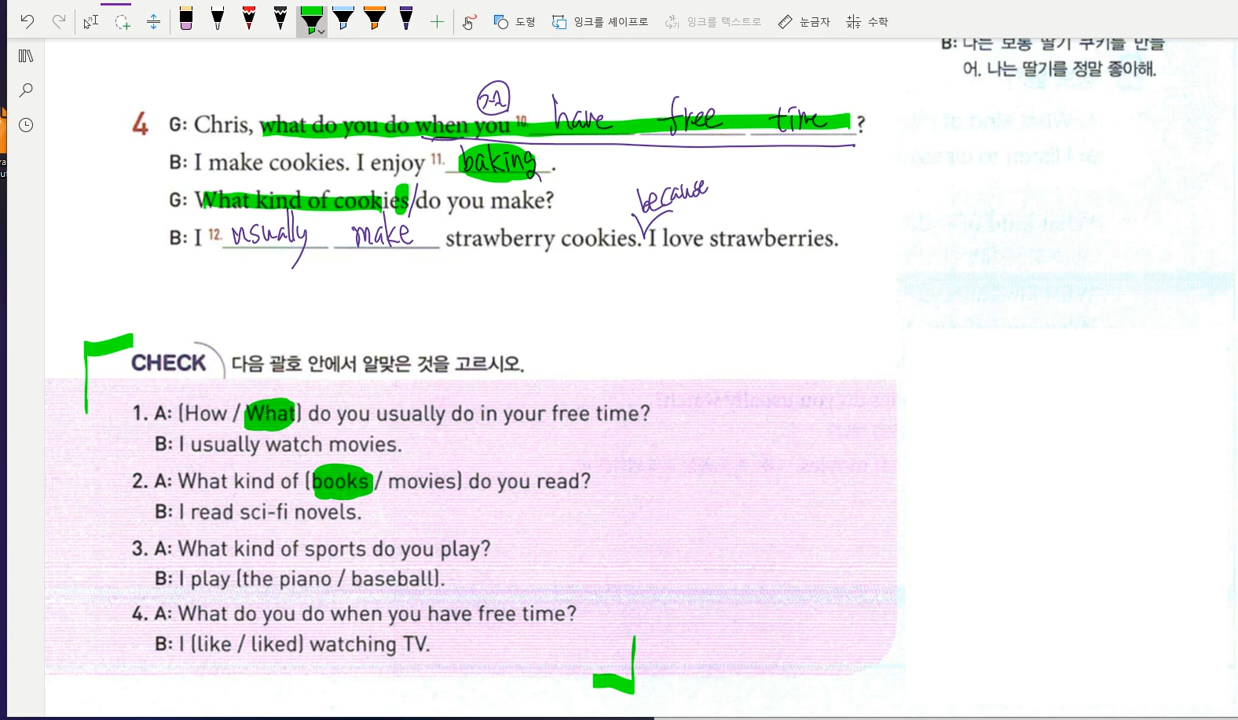 도형 잉크를 셰이프로 잉크를 텍스트로 눈금자 수학
B: 나는 보통 딸기 쿠키를 만들
어. 나는 딸기를 정말 좋아해.
4 G: Chris, what do you do when you 10. have free time ?
B: I make cookies. I enjoy 11. baking.
because
G: What kind of cookies/do you make?
B: I 12. usually make strawberry cookies. I love strawberries.
CHECK 다음 괄호 안에서 알맞은 것을 고르시오.
1. A: (How / What) do you usually do in your free time?
B: I usually watch movies.
2. A: What kind of (books / movies) do you read?
B: I read sci-fi novels.
3. A: What kind of sports do you play?
B: I play (the piano / baseball).
4. A: What do you do when you have free time?
B: I (like / liked) watching TV.